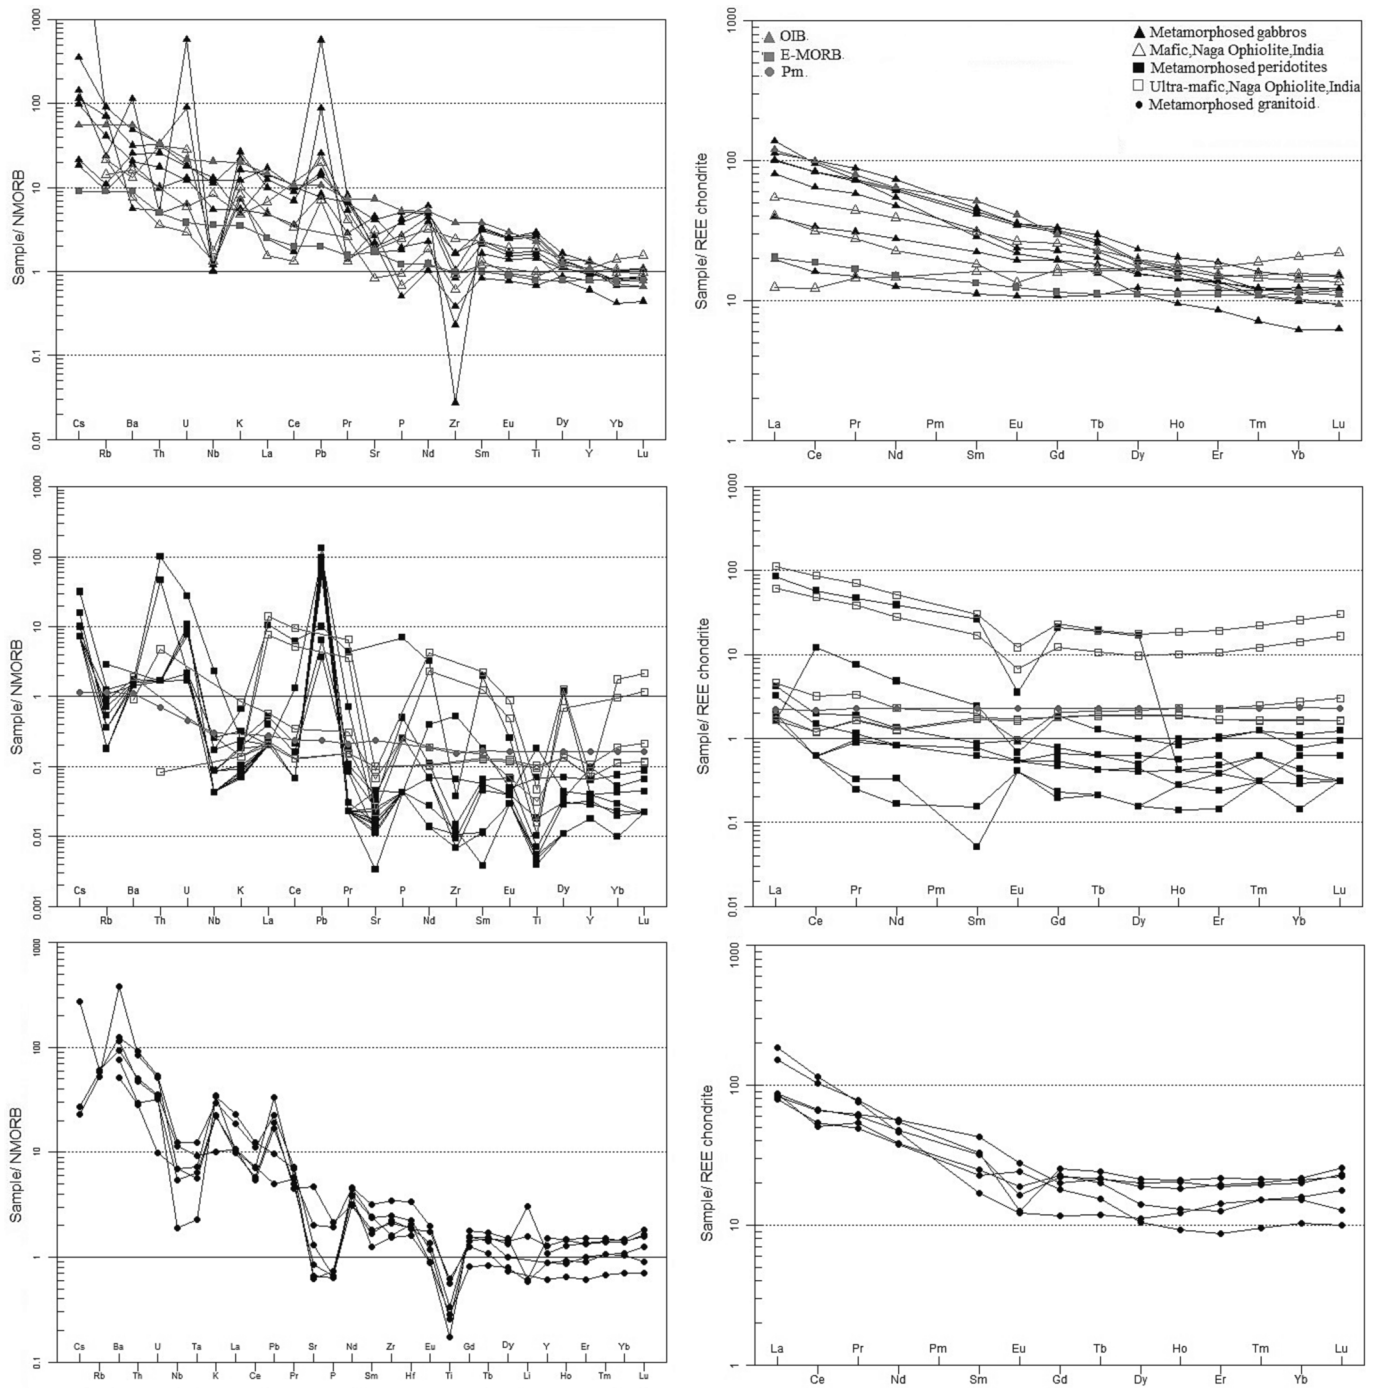 Sample/ NMORB
1000
100
10
1
0.1
0.01
Cs Ba U K Ce Pr P Zr Eu Dy Yb
Pb
Rb Th Nb La Sr Nd Sm Ti Y Lu
Sample/ REE chondrite
1000
100
10
1
OIB.
E-MORB.
Pm.
Metamorphosed gabbros
Mafic,Naga Ophiolite,India
Metamorphosed peridotites
Ultra-mafic,Naga Ophiolite,India
Metamorphosed granitoid.
La Pr Pm Eu Tb Ho Tm Lu
Ce Nd Sm Gd Dy Er Yb
Sample/ NMORB
1000
100
10
1
0.1
0.01
0.001
Cs Ba U K Ce Pr P Zr Eu Dy Yb
Rb Th Nb La Pb Sr Nd Sm Ti Y Lu
Sample/ REE chondrite
1000
100
10
1
0.1
0.01
La Pr Pm Eu Tb Ho Tm Lu
Ce Nd Sm Gd Dy Er Yb
Sample/ NMORB
1000
100
10
1
0.1
Cs Ba U Ta La Pb Sr Nd Zr Eu Gd Dy Y Er Yb
Rb Th Nb K Ce Pr P Sm Hf Ti Tb Li Ho Tm Lu
Sample/ REE chondrite
1000
100
10
1
La Pr Pm Eu Tb Ho Tm Lu
Ce Nd Sm Gd Dy Er Yb